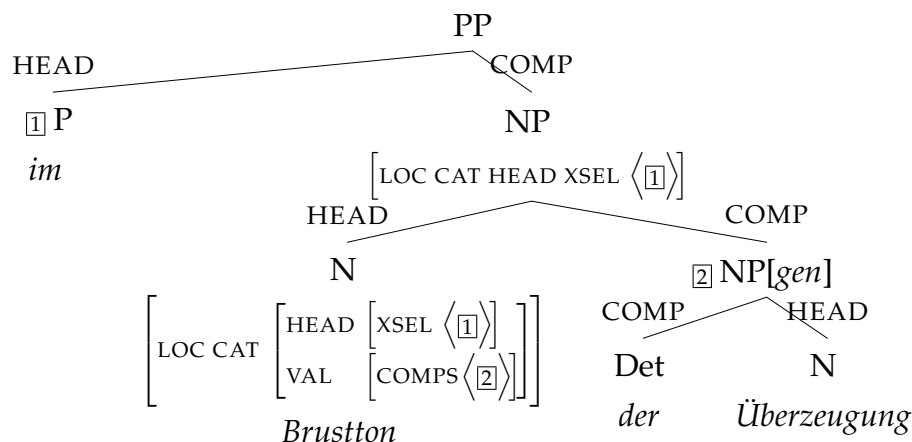 PP
HEAD COMP
1 P NP
im
[LOC CAT HEAD XSEL ⟨1⟩]
HEAD COMP
N 2 NP[gen]
COMP HEAD
[LOC CAT [HEAD [XSEL ⟨1⟩]
VAL [COMPS⟨2⟩]]]
Det N
Brustton
der Überzeugung